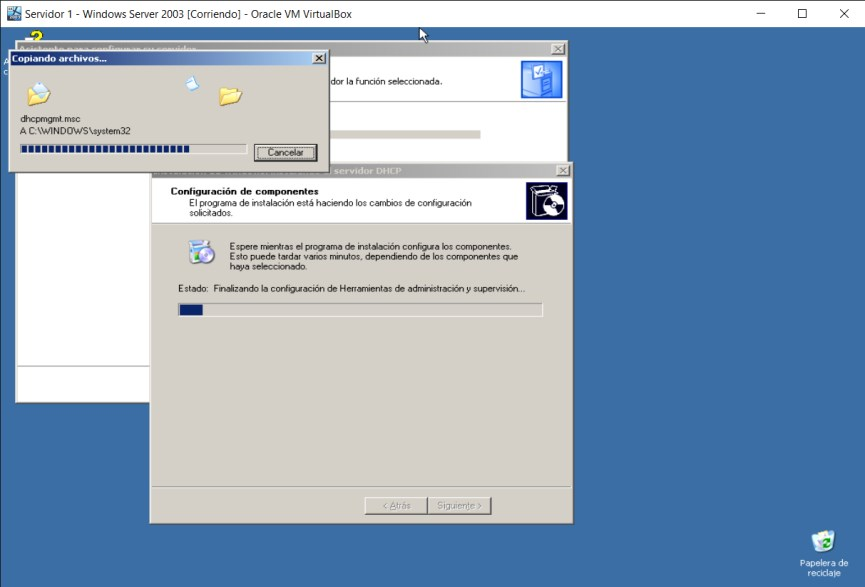 Servidor 1 - Windows Server 2003 [Corriendo] - Oracle VM VirtualBox
Copiando archivos...
dor la función seleccionada.
dhcpmgmt.msc
A C:\WINDOWS\system32
Cancelar
servidor DHCP
Configuración de componentes
El programa de instalación está haciendo los cambios de configuración
solicitados.
Espere mientras el programa de instalación configura los componentes.
Esto puede tardar varios minutos, dependiendo de los componentes que
haya seleccionado.
Estado: Finalizando la configuración de Herramientas de administración y supervisión...
< Atrás
Siguiente >
Papelera de
reciclaje